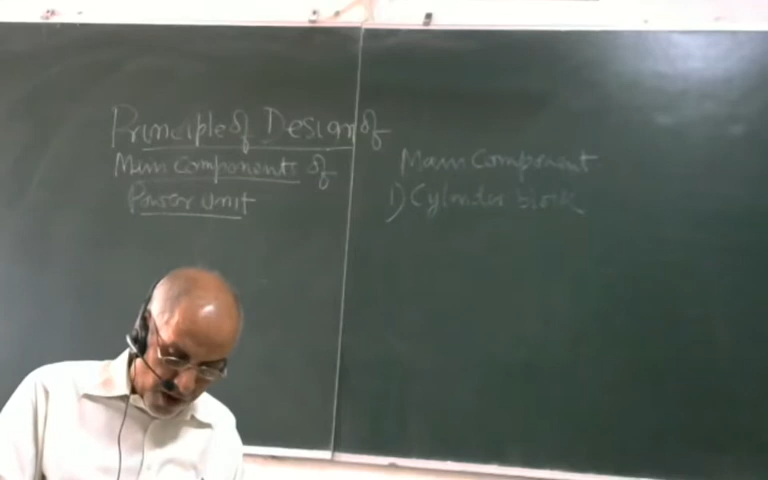 Principle of Design of
Main Components of
Power unit
Main Component
1) Cylinder block